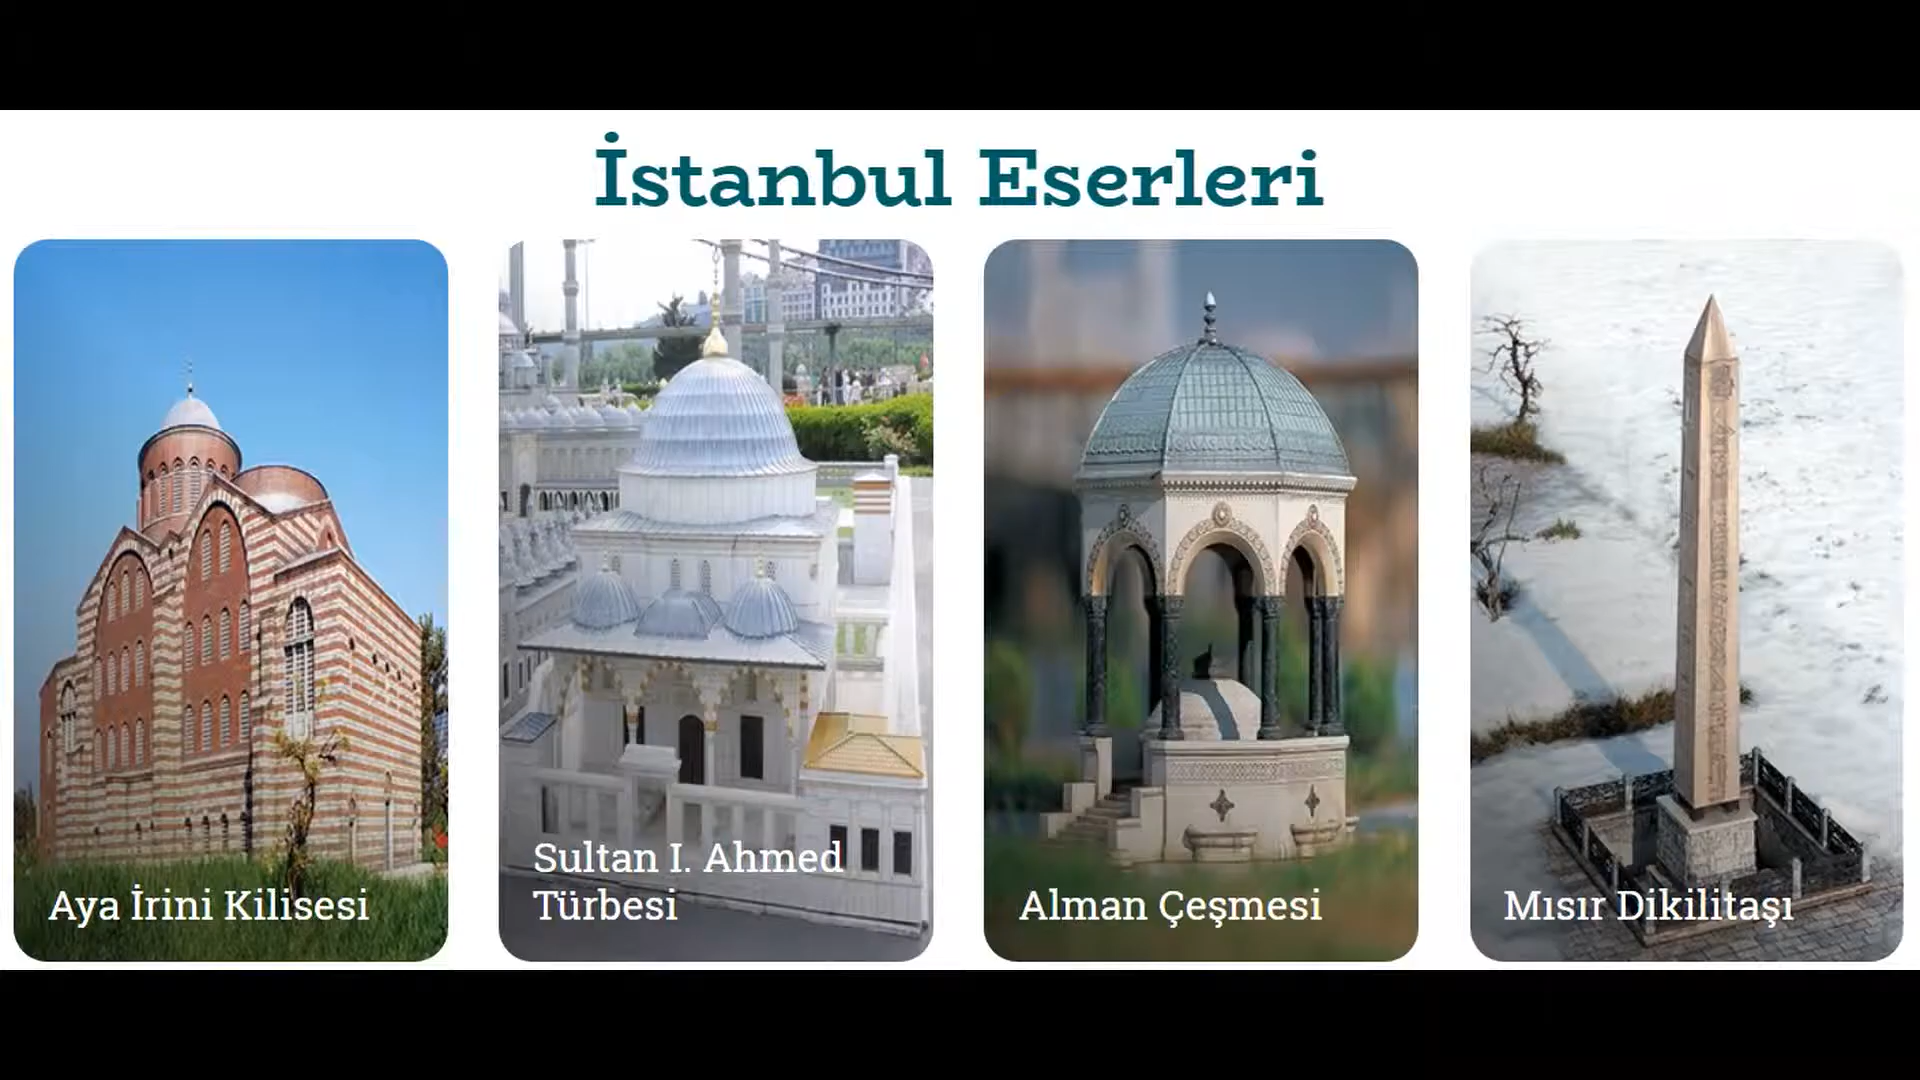 İstanbul Eserleri
Aya İrini Kilisesi
Sultan I. Ahmed
Türbesi
Alman Çeşmesi
Mısır Dikilitaşı